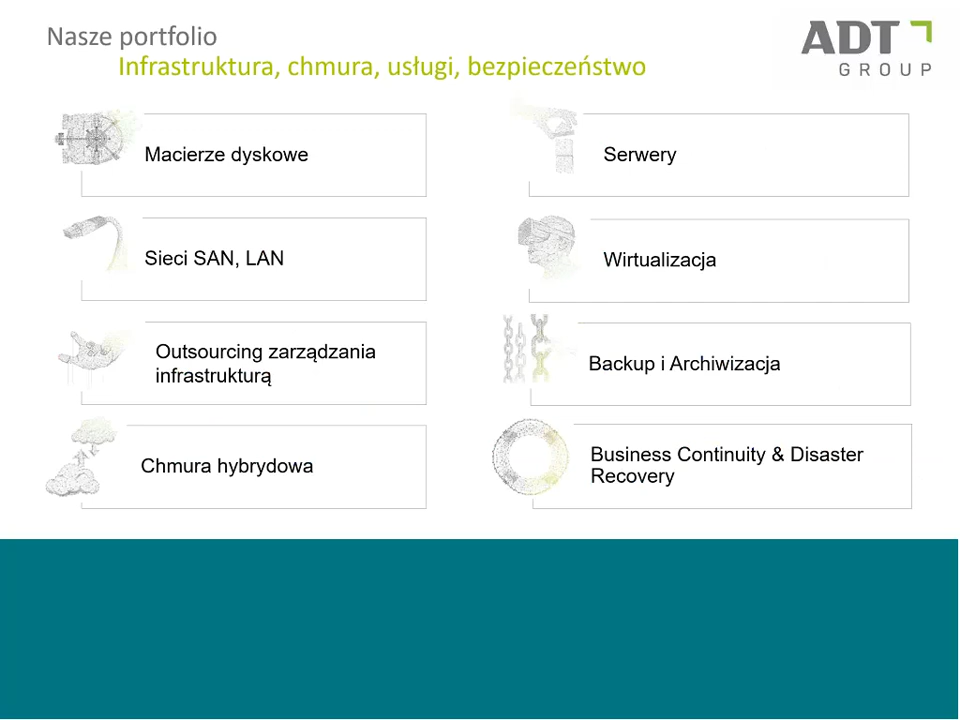 Nasze portfolio
Infrastruktura, chmura, usługi, bezpieczeństwo
ADT
GROUP
Macierze dyskowe
Serwery
Sieci SAN, LAN
Wirtualizacja
Outsourcing zarządzania
infrastrukturą
Backup i Archiwizacja
Chmura hybrydowa
Business Continuity & Disaster
Recovery